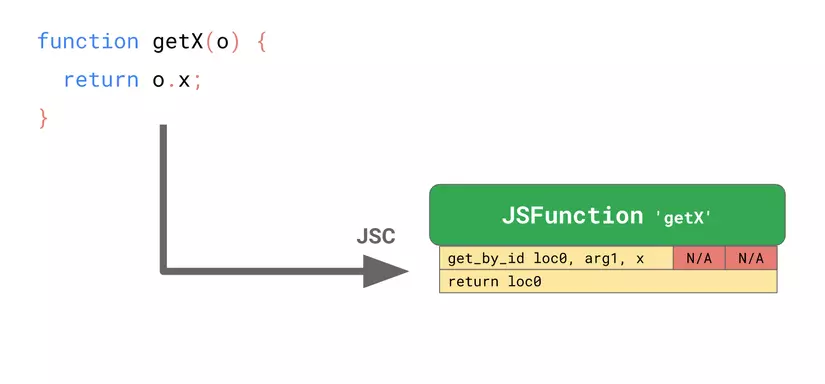 function getX(o) {
return o.x;
}
JSC
JSFunction 'getX'
get_by_id loc0, arg1, x N/A N/A
return loc0